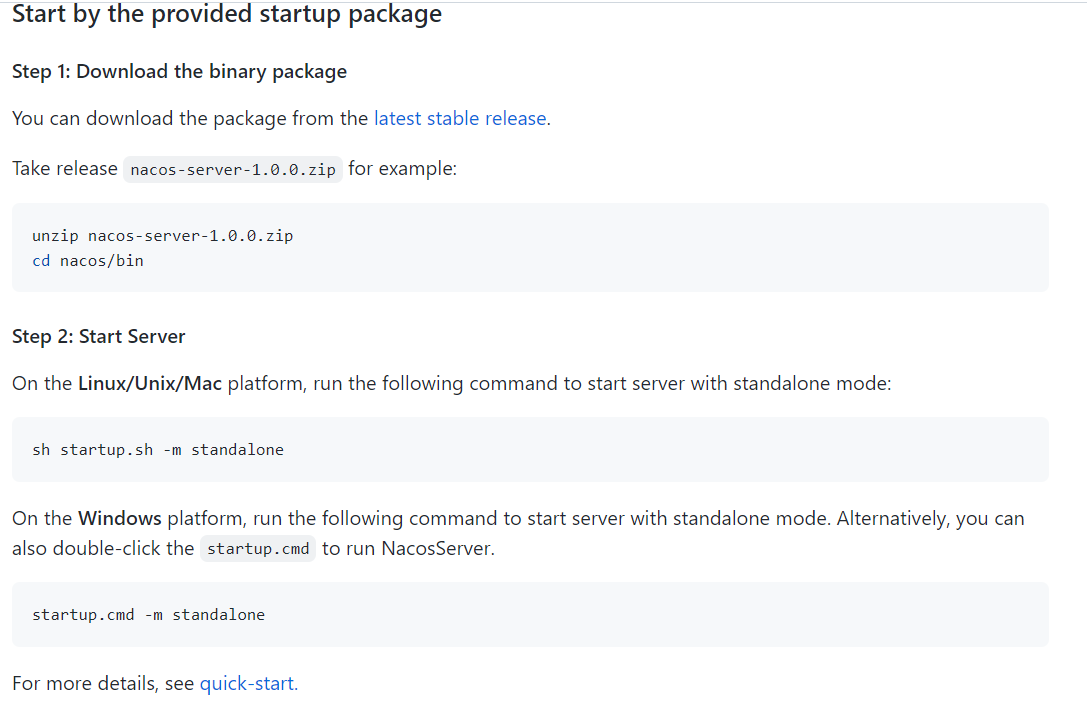 Start by the provided startup package
Step 1: Download the binary package
You can download the package from the latest stable release.
Take release nacos-server-1.0.0.zip for example:
unzip nacos-server-1.0.0.zip
cd nacos/bin
Step 2: Start Server
On the Linux/Unix/Mac platform, run the following command to start server with standalone mode:
sh startup.sh -m standalone
On the Windows platform, run the following command to start server with standalone mode. Alternatively, you can
also double-click the startup.cmd to run NacosServer.
startup.cmd -m standalone
For more details, see quick-start.